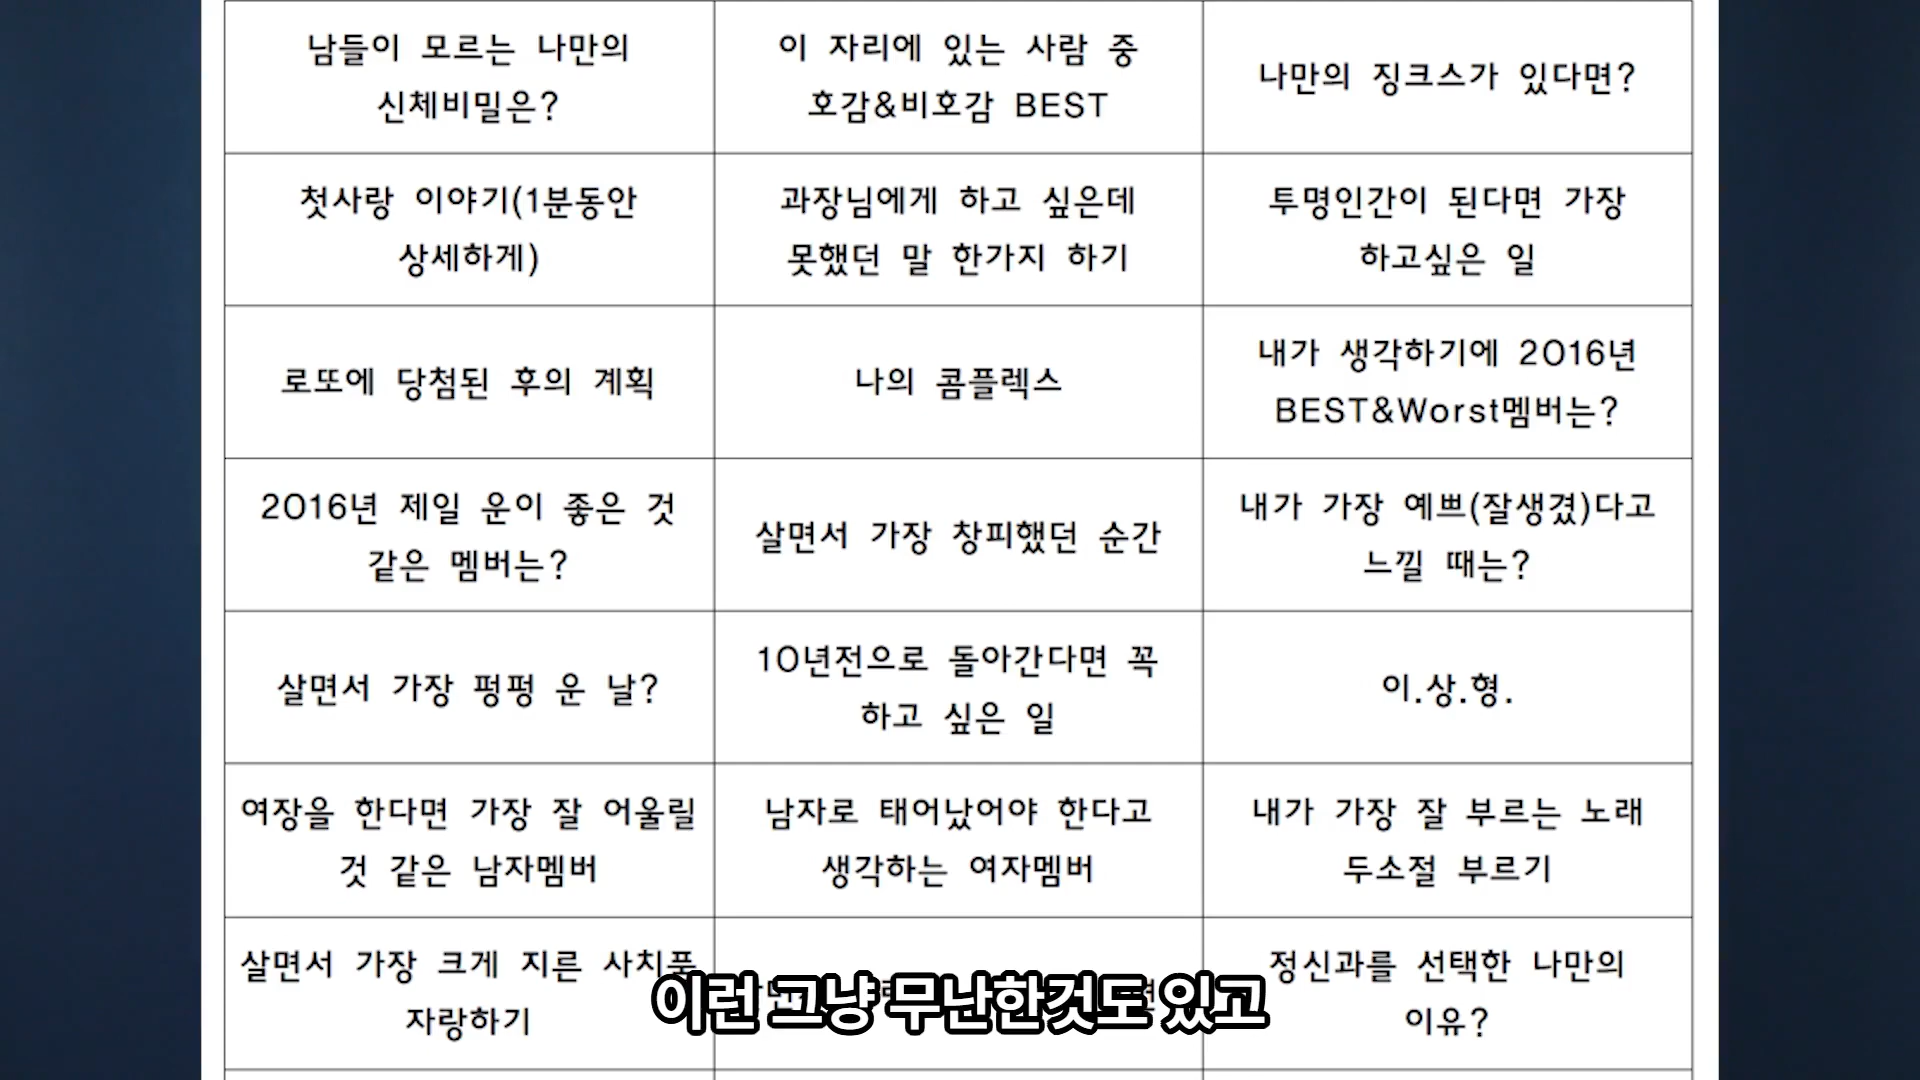 남들이 모르는 나만의
신체비밀은?
이 자리에 있는 사람 중
호감&비호감 BEST
나만의 징크스가 있다면?
첫사랑 이야기(1분동안
상세하게)
과장님에게 하고 싶은데
못했던 말 한가지 하기
투명인간이 된다면 가장
하고싶은 일
로또에 당첨된 후의 계획
나의 콤플렉스
내가 생각하기에 2016년
BEST&Worst멤버는?
2016년 제일 운이 좋은 것
같은 멤버는?
살면서 가장 창피했던 순간
내가 가장 예쁘(잘생겼)다고
느낄 때는?
살면서 가장 펑펑 운 날?
10년전으로 돌아간다면 꼭
하고 싶은 일
이.상.형.
여장을 한다면 가장 잘 어울릴
것 같은 남자멤버
남자로 태어났어야 한다고
생각하는 여자멤버
내가 가장 잘 부르는 노래
두소절 부르기
살면서 가장 크게 지른 사치품
자랑하기
정신과를 선택한 나만의
이유?
이런 그냥 무난한것도 있고